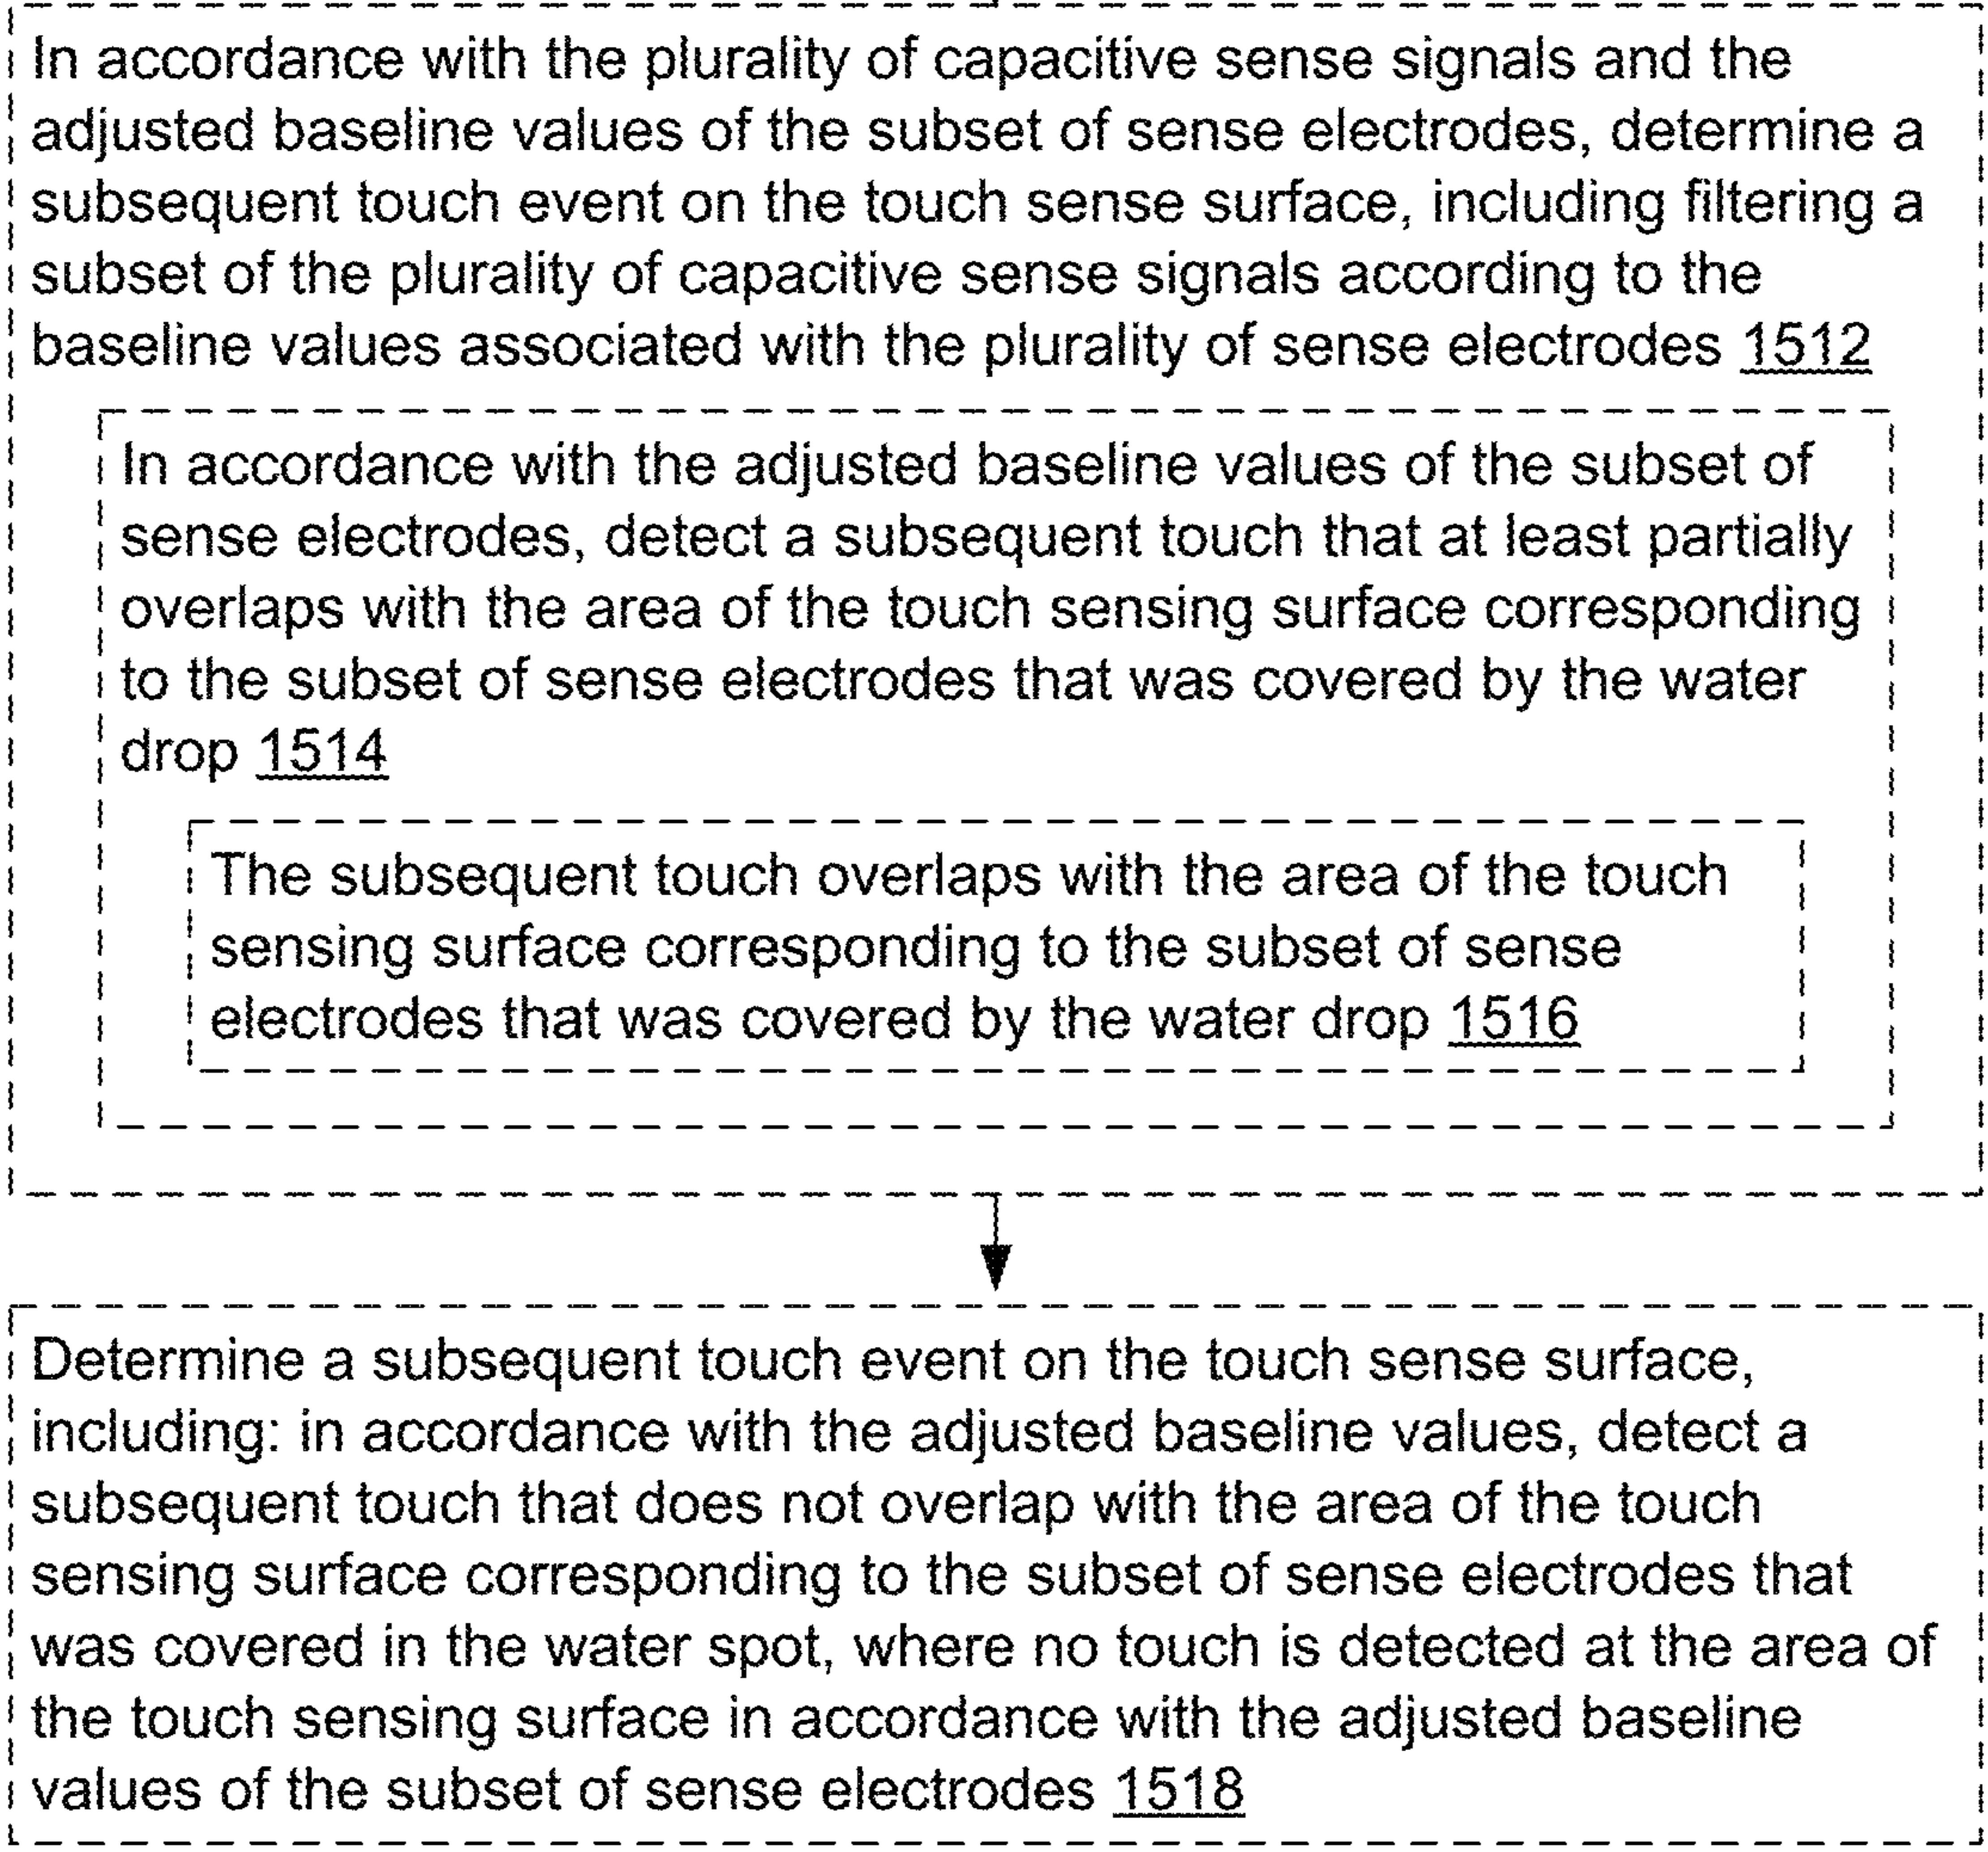 In accordance with the plurality of capacitive sense signals and the
adjusted baseline values of the subset of sense electrodes, determine a
subsequent touch event on the touch sense surface, including filtering a
subset of the plurality of capacitive sense signals according to the
baseline values associated with the plurality of sense electrodes 1512
In accordance with the adjusted baseline values of the subset of
sense electrodes, detect a subsequent touch that at least partially
overlaps with the area of the touch sensing surface corresponding
to the subset of sense electrodes that was covered by the water
drop 1514
The subsequent touch overlaps with the area of the touch
sensing surface corresponding to the subset of sense
electrodes that was covered by the water drop 1516
Determine a subsequent touch event on the touch sense surface,
including: in accordance with the adjusted baseline values, detect a
subsequent touch that does not overlap with the area of the touch
sensing surface corresponding to the subset of sense electrodes that
was covered in the water spot, where no touch is detected at the area of
the touch sensing surface in accordance with the adjusted baseline
values of the subset of sense electrodes 1518